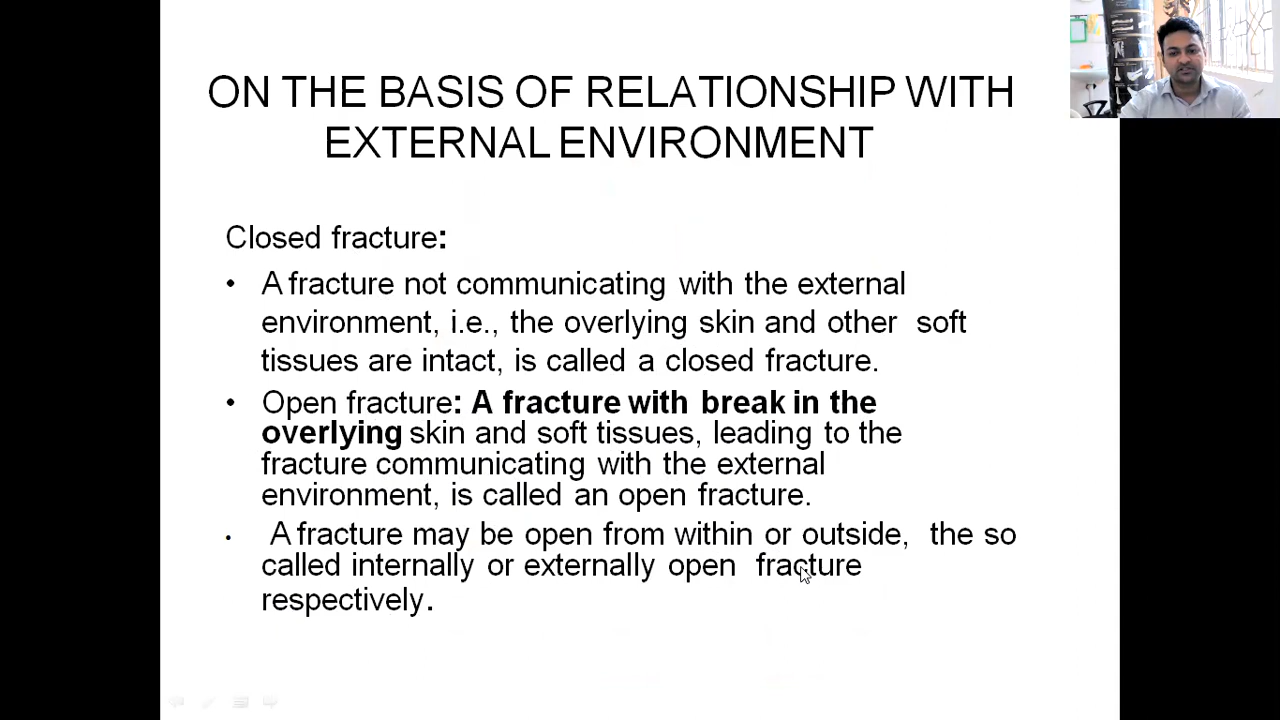 ON THE BASIS OF RELATIONSHIP WITH
EXTERNAL ENVIRONMENT
Closed fracture:
• A fracture not communicating with the external
environment, i.e., the overlying skin and other soft
tissues are intact, is called a closed fracture.
• Open fracture: A fracture with break in the
overlying skin and soft tissues, leading to the
fracture communicating with the external
environment, is called an open fracture.
• A fracture may be open from within or outside, the so
called internally or externally open fracture
respectively.